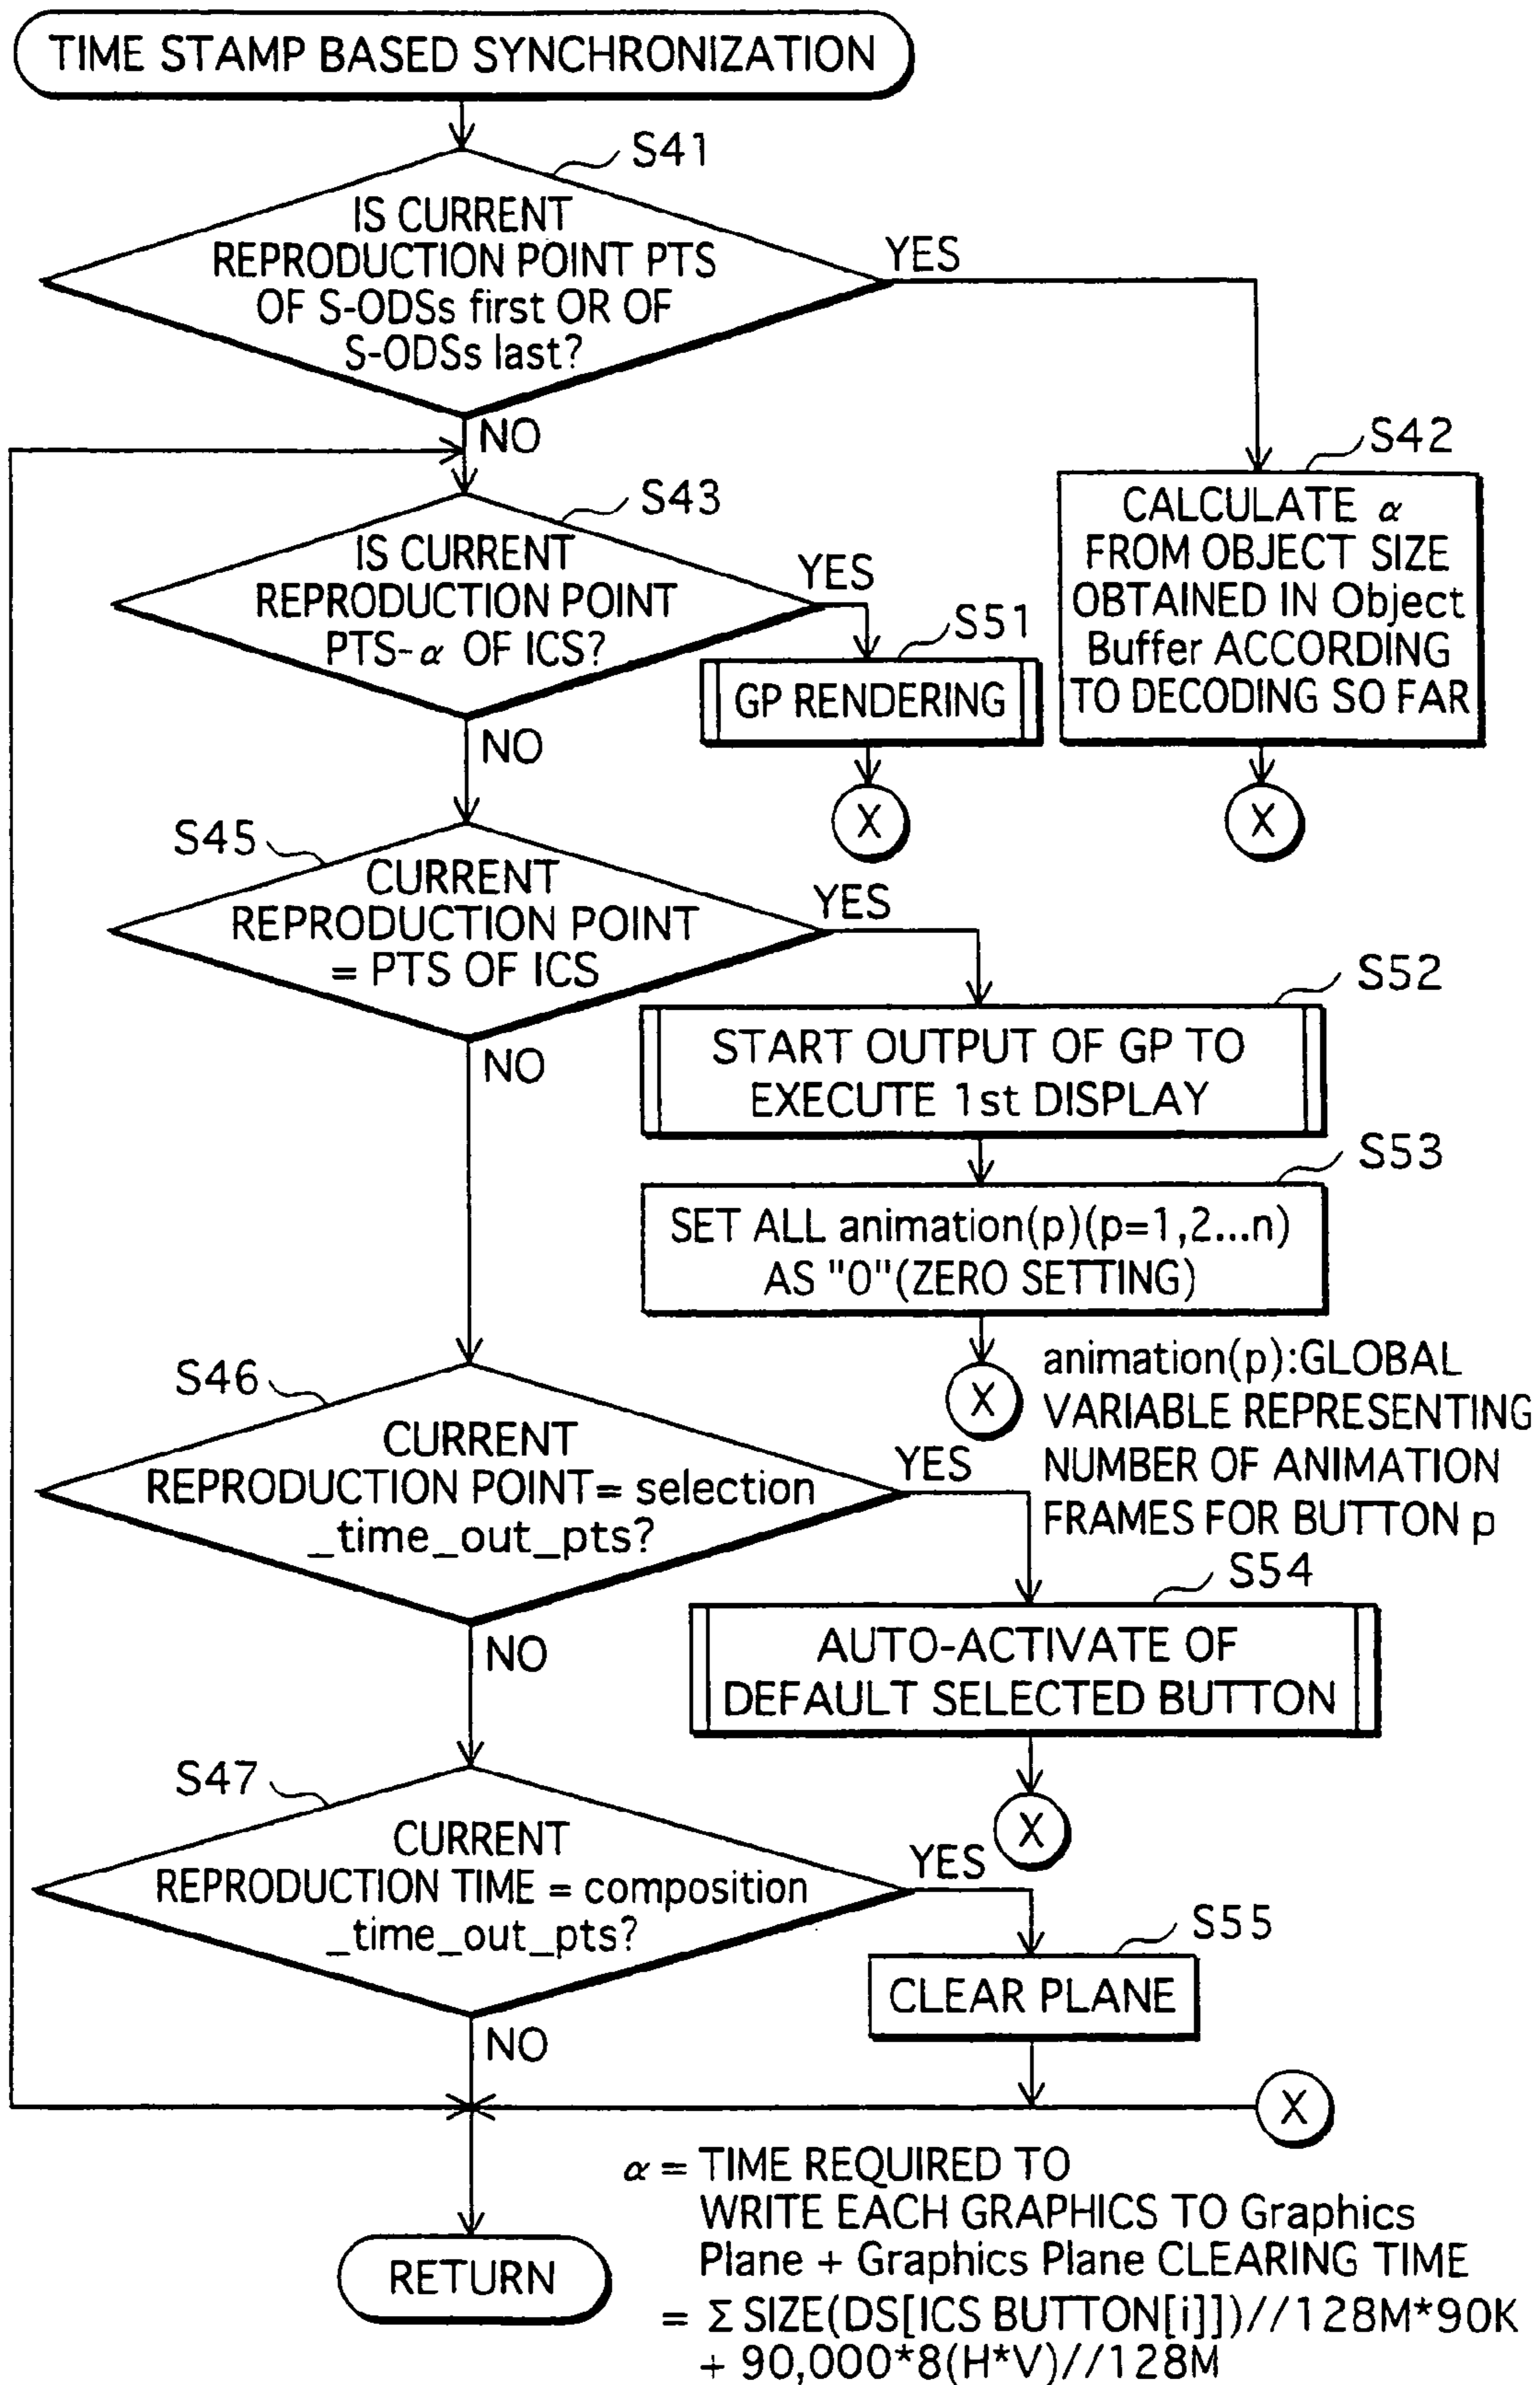 TIME STAMP BASED SYNCHRONIZATION
S41
IS CURRENT
REPRODUCTION POINT PTS
OF S-ODSs first OR OF
S-ODSs last?
YES
NO
S42
CALCULATE α
FROM OBJECT SIZE
OBTAINED IN Object
Buffer ACCORDING
TO DECODING SO FAR
X
S43
IS CURRENT
REPRODUCTION POINT
PTS-α OF ICS?
YES
NO
S51
GP RENDERING
X
S45
CURRENT
REPRODUCTION POINT
= PTS OF ICS
YES
NO
S52
START OUTPUT OF GP TO
EXECUTE 1st DISPLAY
S53
SET ALL animation(p)(p=1,2...n)
AS "0"(ZERO SETTING)
X
animation(p):GLOBAL
VARIABLE REPRESENTING
NUMBER OF ANIMATION
FRAMES FOR BUTTON p
S46
CURRENT
REPRODUCTION POINT= selection
_time_out_pts?
YES
NO
S54
AUTO-ACTIVATE OF
DEFAULT SELECTED BUTTON
X
S47
CURRENT
REPRODUCTION TIME = composition
_time_out_pts?
YES
NO
S55
CLEAR PLANE
X
RETURN
α = TIME REQUIRED TO
WRITE EACH GRAPHICS TO Graphics
Plane + Graphics Plane CLEARING TIME
= Σ SIZE(DS[ICS BUTTON[i]])//128M*90K
+ 90,000*8(H*V)//128M